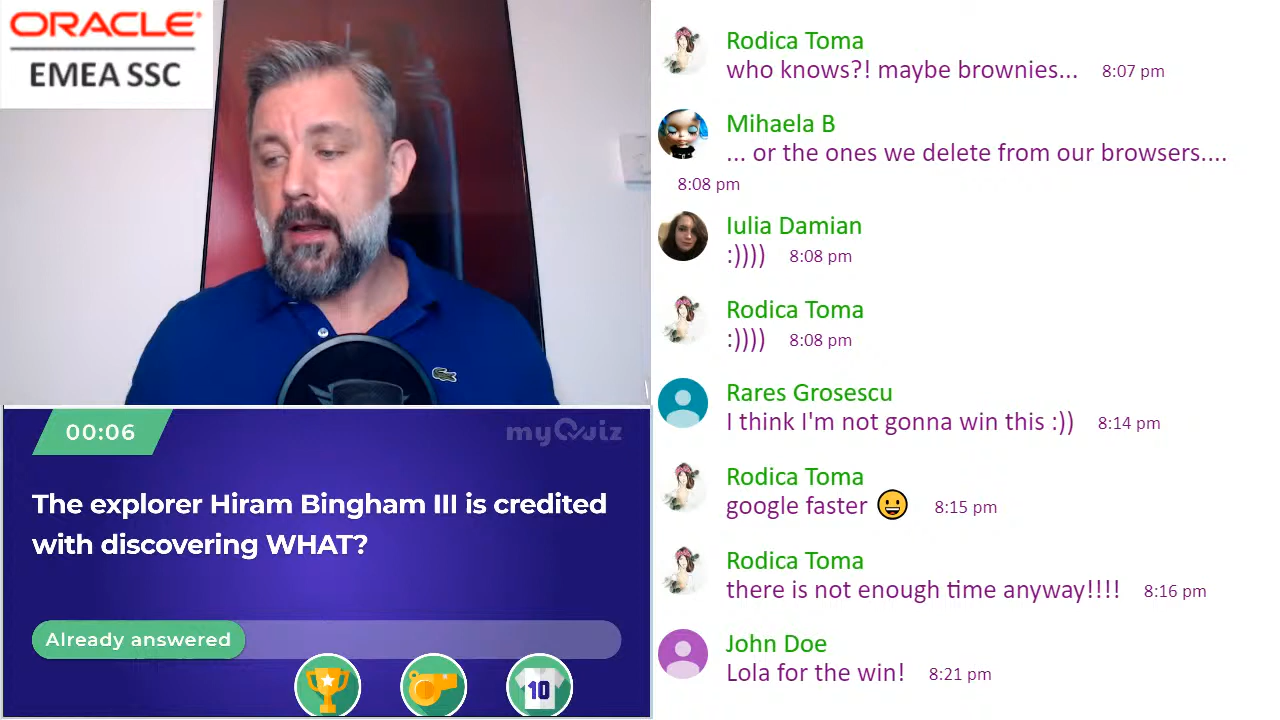 ORACLE®
EMEA SSC
00:06
myQuiz
The explorer Hiram Bingham III is credited
with discovering WHAT?
Already answered
10
Rodica Toma
who knows?! maybe brownies... 8:07 pm
Mihaela B
... or the ones we delete from our browsers....
8:08 pm
Iulia Damian
:)))) 8:08 pm
Rodica Toma
:)))) 8:08 pm
Rares Grosescu
I think I'm not gonna win this :)) 8:14 pm
Rodica Toma
google faster 😀 8:15 pm
Rodica Toma
there is not enough time anyway!!!! 8:16 pm
John Doe
Lola for the win! 8:21 pm